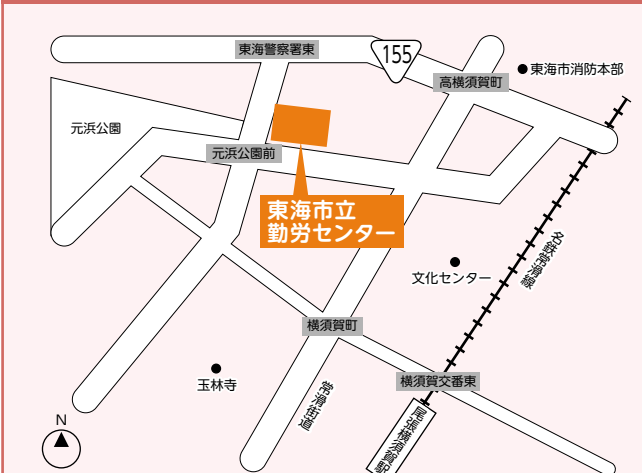 東海警察署東
155
東海市消防本部
高横須賀町
元浜公園
元浜公園前
東海市立
勤労センター
名鉄常滑線
文化センター
横須賀町
玉林寺
常滑街道
横須賀交番東
尾張横須賀駅
N